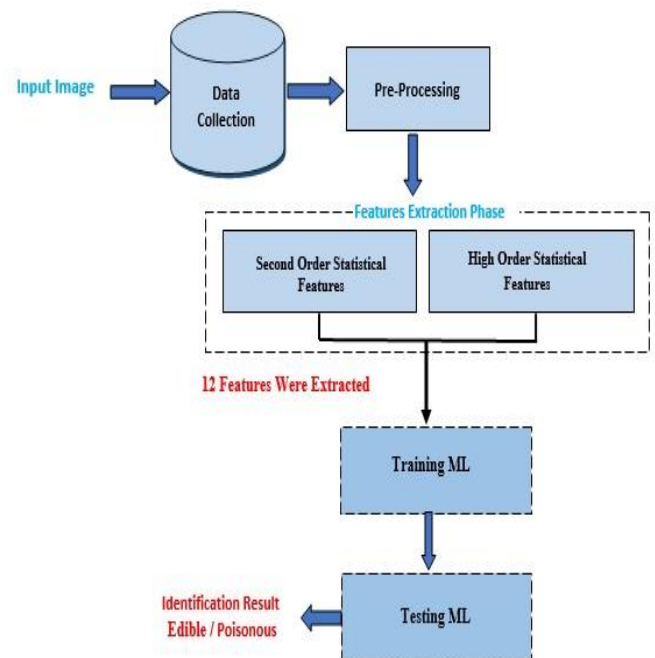 Input Image
Data
Collection
Pre-Processing
Features Extraction Phase
Second Order Statistical
Features
High Order Statistical
Features
12 Features Were Extracted
Training ML
Testing ML
Identification Result
Edible / Poisonous